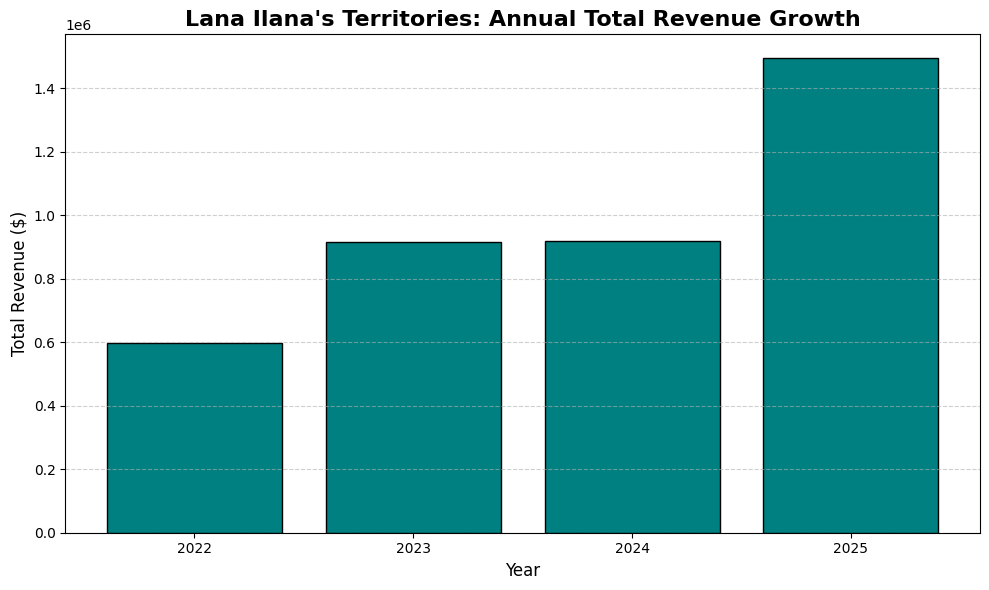 Lana Ilana's Territories: Annual Total Revenue Growth
1e6
1.4
1.2
1.0
0.8
0.6
0.4
0.2
0.0
Total Revenue ($)
2022 2023 2024 2025
Year